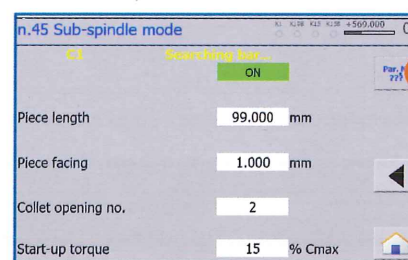 n.45 Sub-spindle mode +569.000
C1 Searching bar...
ON
Par. N
???
Piece length 99.000 mm
Piece facing 1.000 mm
Collet opening no. 2
Start-up torque 15 % Cmax